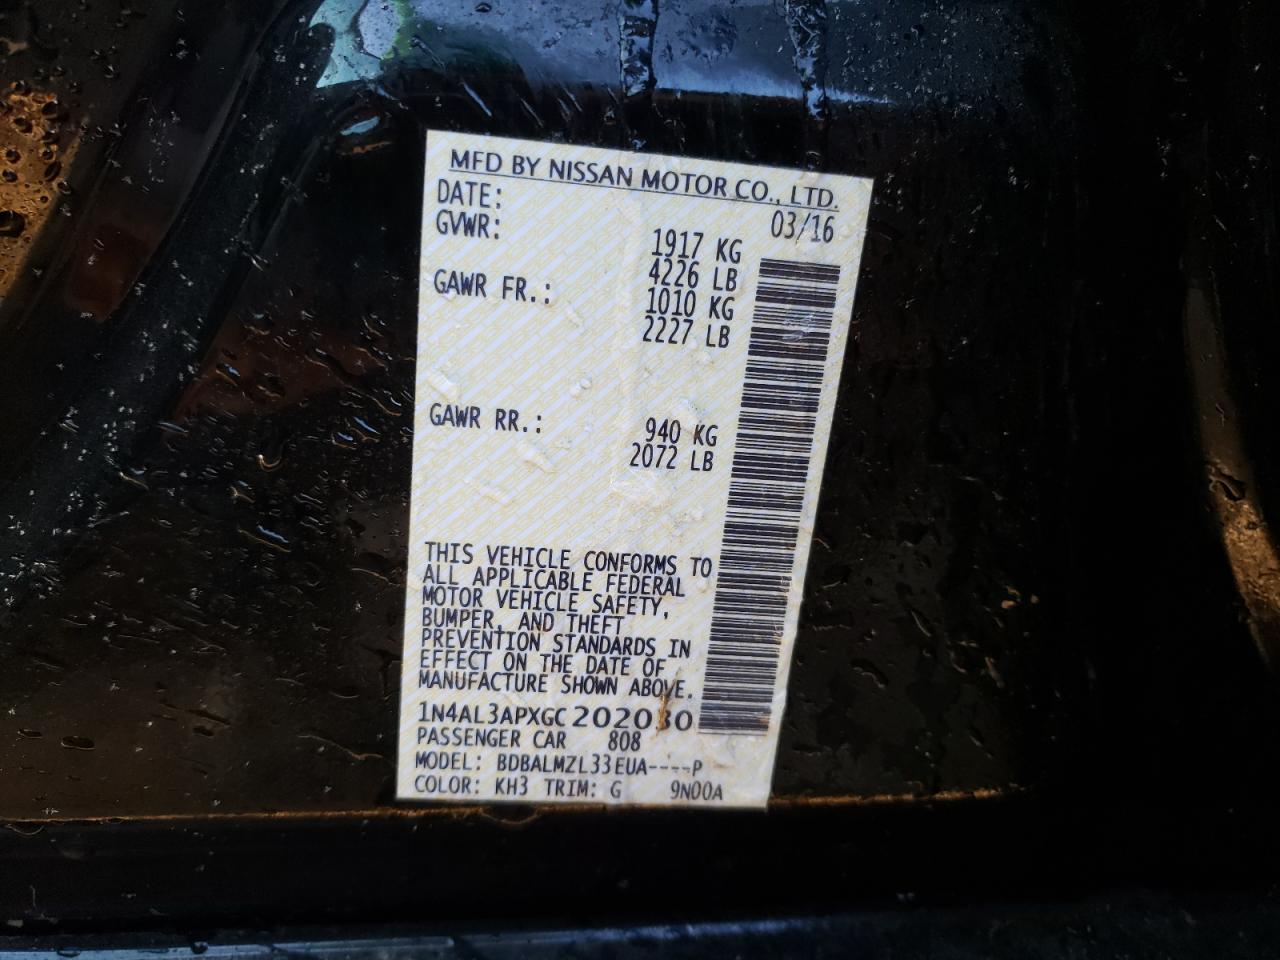 MFD BY NISSAN MOTOR CO., LTD.
DATE: 03/16
GVWR: 1917 KG
4226 LB
GAWR FR.: 1010 KG
2227 LB
GAWR RR.: 940 KG
2072 LB
THIS VEHICLE CONFORMS TO
ALL APPLICABLE FEDERAL
MOTOR VEHICLE SAFETY,
BUMPER, AND THEFT
PREVENTION STANDARDS IN
EFFECT ON THE DATE OF
MANUFACTURE SHOWN ABOVE.
1N4AL3APXGC202030
PASSENGER CAR 808
MODEL: BDBALMZL33EUA----P
COLOR: KH3 TRIM: G 9N00A